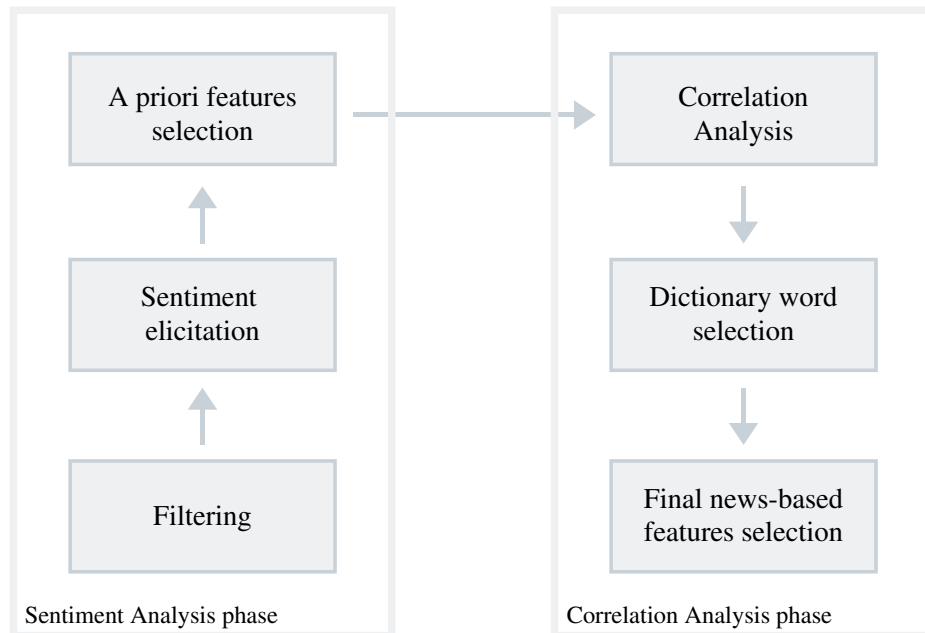 A priori features
selection
Sentiment
elicitation
Filtering
Sentiment Analysis phase
Correlation
Analysis
Dictionary word
selection
Final news-based
features selection
Correlation Analysis phase